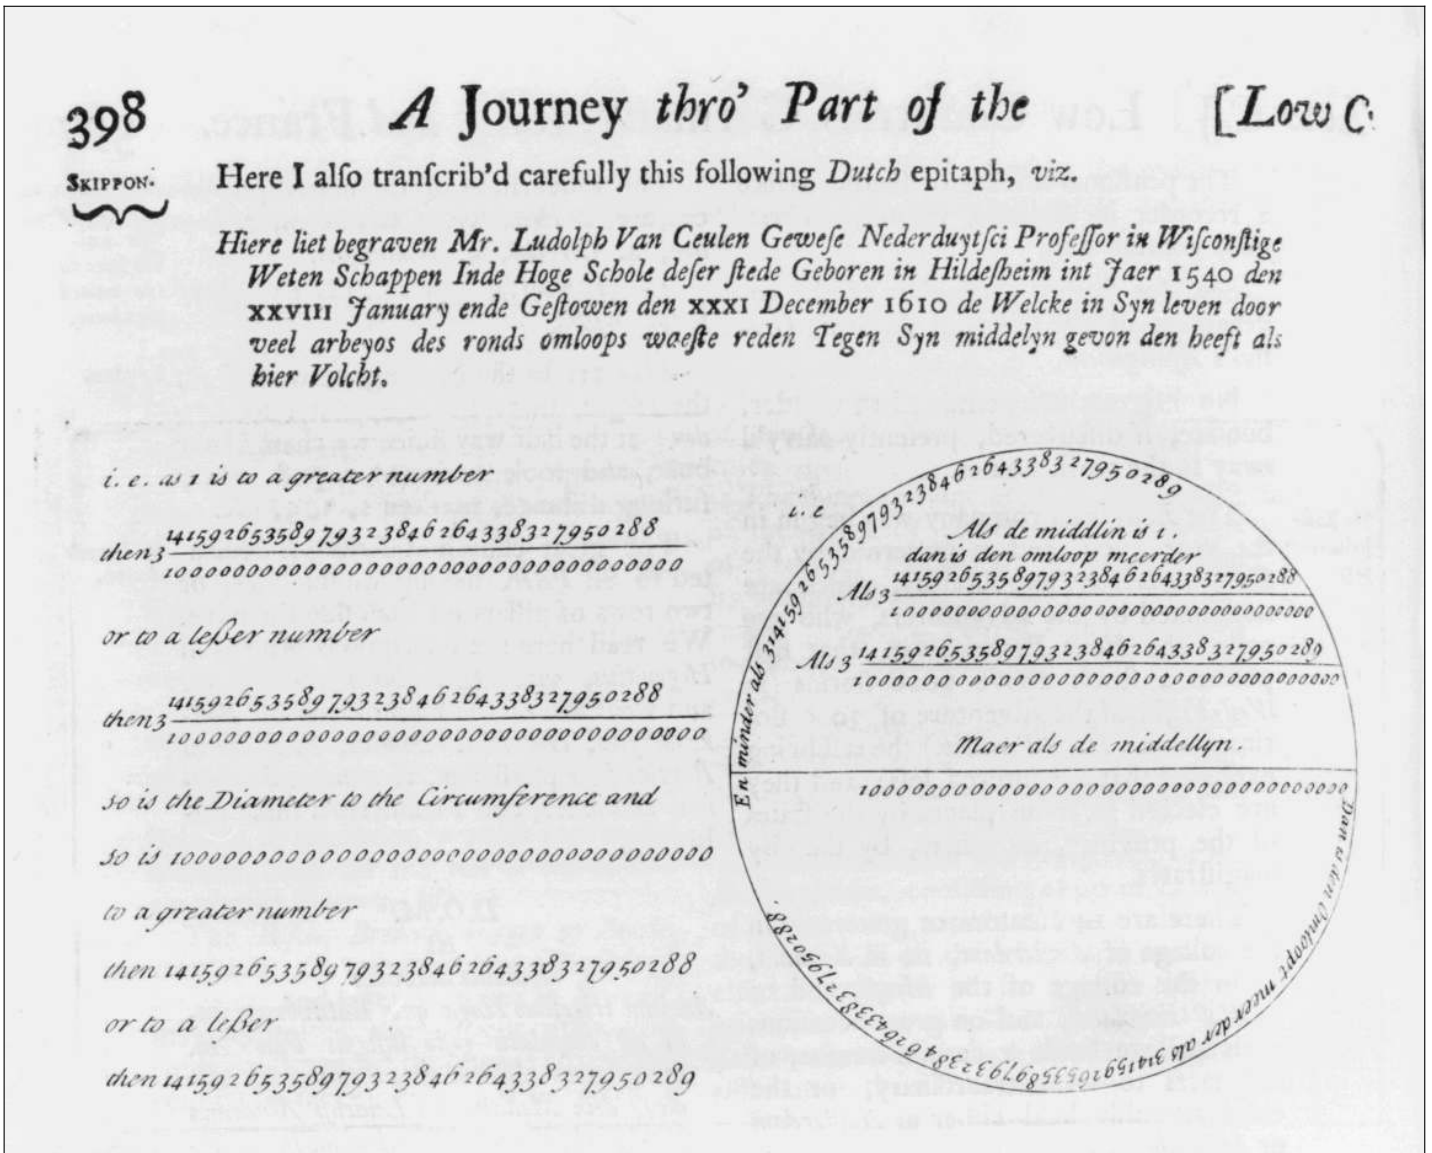 398 A Journey thro' Part of the [Low C.
SKIPPON. Here I alſo tranſcrib'd carefully this following Dutch epitaph, viz.
Hiere liet begraven Mr. Ludolph Van Ceulen Geweſe Nederduytſci Profeſſor in Wiſconſtige
Weten Schappen Inde Hoge Schole deſer ſtede Geboren in Hildeſheim int Jaer 1540 den
XXVIII January ende Geſtowen den XXXI December 1610 de Welcke in Syn leven door
veel arbeyos des ronds omloops waeſte reden Tegen Syn middelyn gevon den heeft als
hier Volcht.
i. e. as 1 is to a greater number
then 3 14159265358979323846264338327950288
100000000000000000000000000000000000
or to a leßer number
then 3 14159265358979323846264338327950288
100000000000000000000000000000000000
so is the Diameter to the Circumference and
so is 100000000000000000000000000000000000
to a greater number
then 14159265358979323846264338327950288
or to a leßer
then 14159265358979323846264338327950289
i. e
En minder als 314159265358979323846264338327950289
Als de middlin is 1.
dan is den omloop meerder
Als 3 14159265358979323846264338327950288
100000000000000000000000000000000000
Als 3 14159265358979323846264338327950289
100000000000000000000000000000000000
Maer als de middellyn.
100000000000000000000000000000000000
Dan is den Omloopt meer der als 314159265358979323846264338327950288.